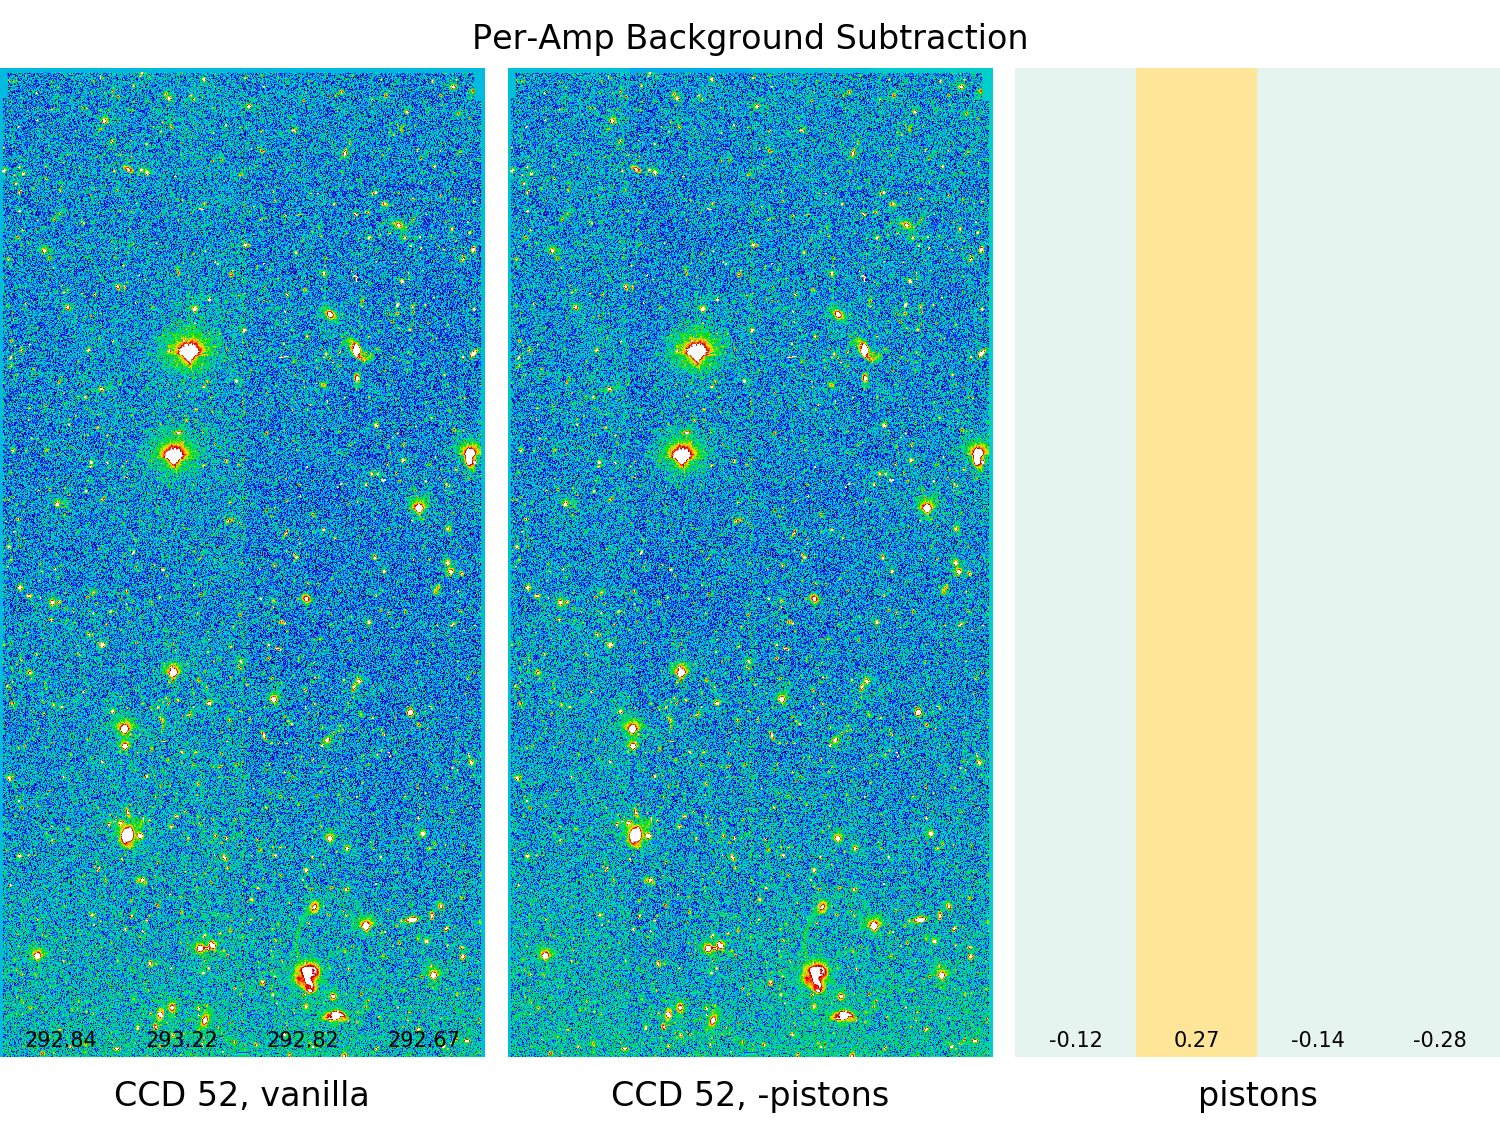 Per-Amp Background Subtraction
292.84 293.22 292.82 292.67
-0.12 0.27 -0.14 -0.28
CCD 52, vanilla
CCD 52, -pistons
pistons